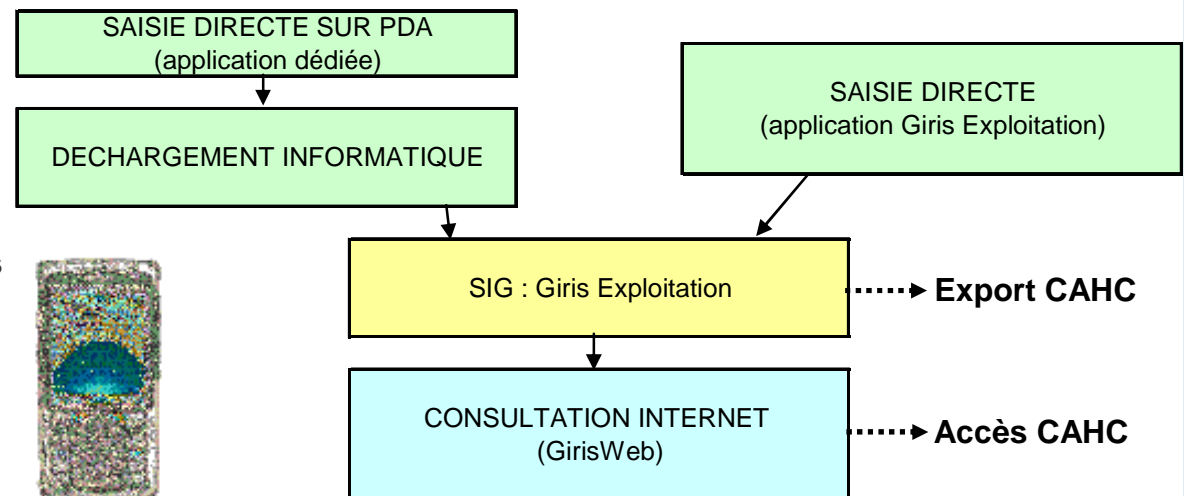 SAISIE DIRECTE SUR PDA
(application dédiée)
DECHARGEMENT INFORMATIQUE
SAISIE DIRECTE
(application Giris Exploitation)
SIG : Giris Exploitation
Export CAHC
CONSULTATION INTERNET
(GirisWeb)
Accès CAHC